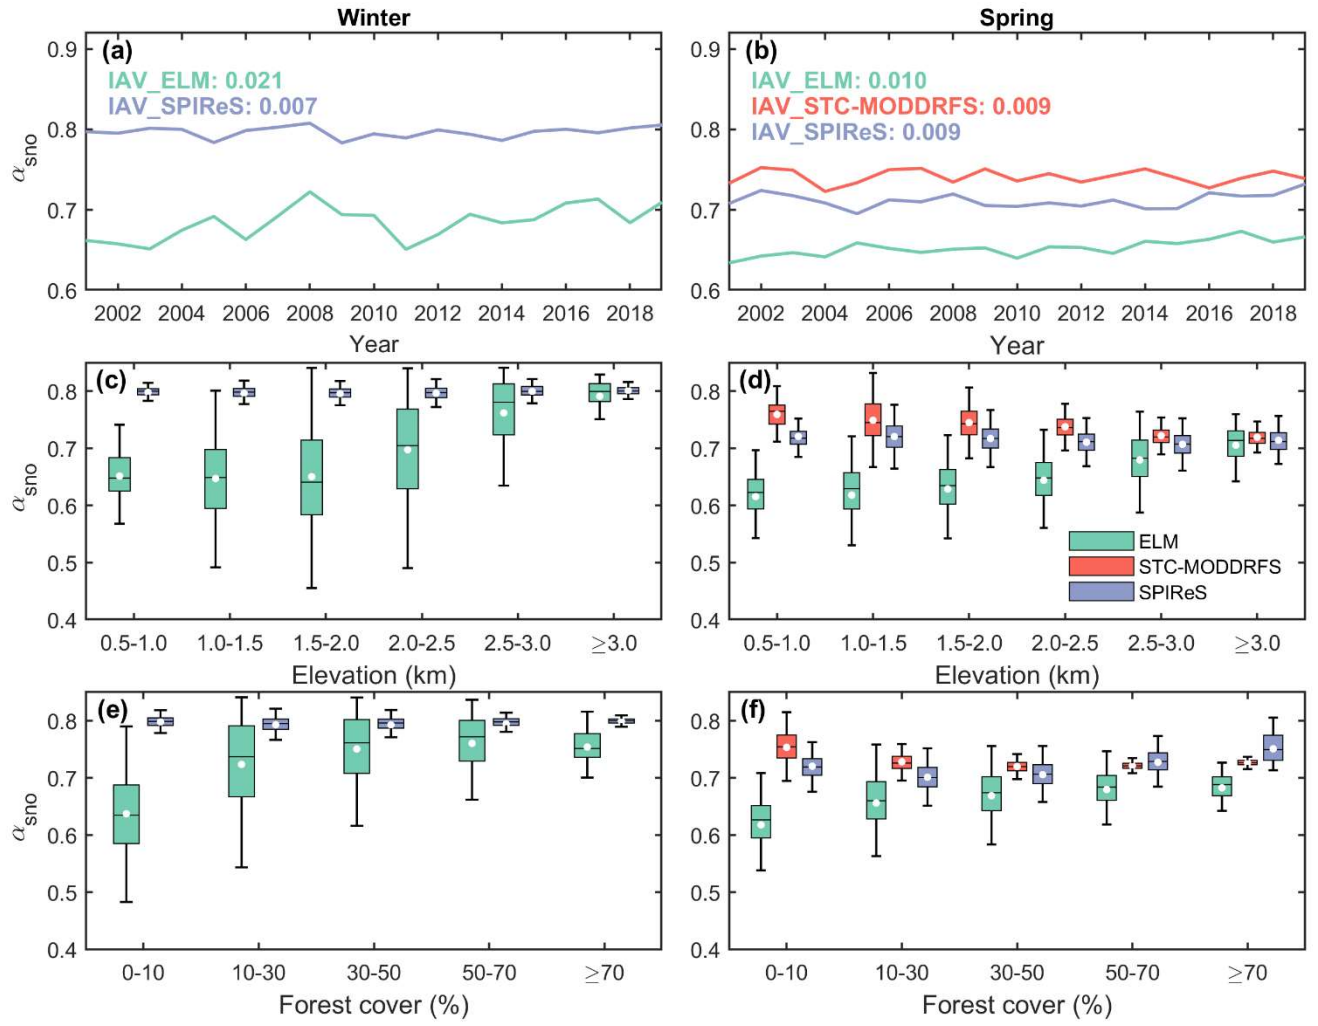 Winter
Spring
(a)
IAV_ELM: 0.021
IAV_SPIReS: 0.007
0.9
0.8
0.7
0.6
α_sno
2002 2004 2006 2008 2010 2012 2014 2016 2018
Year
(b)
IAV_ELM: 0.010
IAV_STC-MODDRFS: 0.009
IAV_SPIReS: 0.009
0.9
0.8
0.7
0.6
2002 2004 2006 2008 2010 2012 2014 2016 2018
Year
(c)
0.8
0.7
0.6
0.5
0.4
α_sno
0.5-1.0 1.0-1.5 1.5-2.0 2.0-2.5 2.5-3.0 ≥3.0
Elevation (km)
(d)
0.8
0.7
0.6
0.5
0.4
ELM
STC-MODDRFS
SPIReS
0.5-1.0 1.0-1.5 1.5-2.0 2.0-2.5 2.5-3.0 ≥3.0
Elevation (km)
(e)
0.8
0.7
0.6
0.5
0.4
α_sno
0-10 10-30 30-50 50-70 ≥70
Forest cover (%)
(f)
0.8
0.7
0.6
0.5
0.4
0-10 10-30 30-50 50-70 ≥70
Forest cover (%)